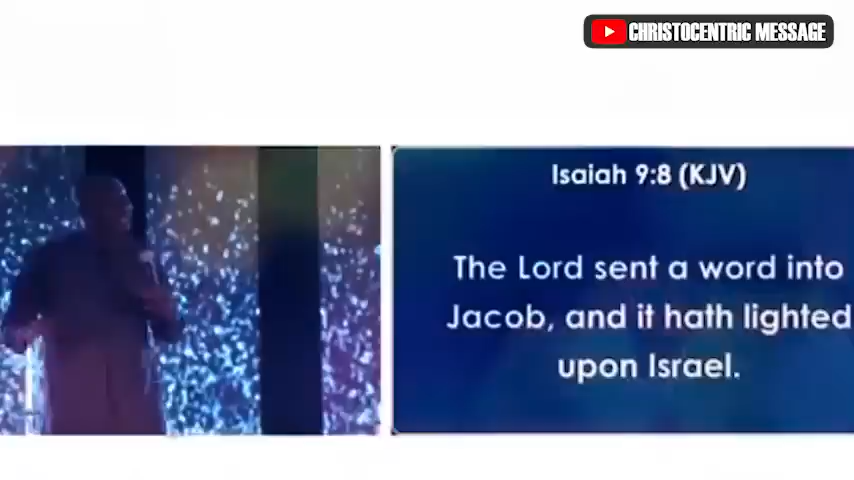 CHRISTOCENTRIC MESSAGE
Isaiah 9:8 (KJV)
The Lord sent a word into
Jacob, and it hath lighted
upon Israel.